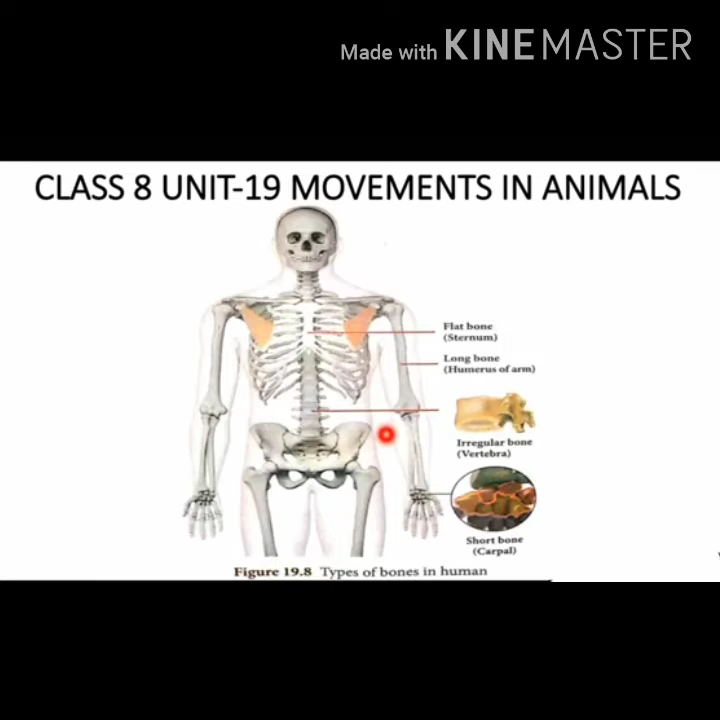 Made with KINEMASTER
CLASS 8 UNIT-19 MOVEMENTS IN ANIMALS
Flat bone
(Sternum)
Long bone
(Humerus of arm)
Irregular bone
(Vertebra)
Short bone
(Carpal)
Figure 19.8 Types of bones in human